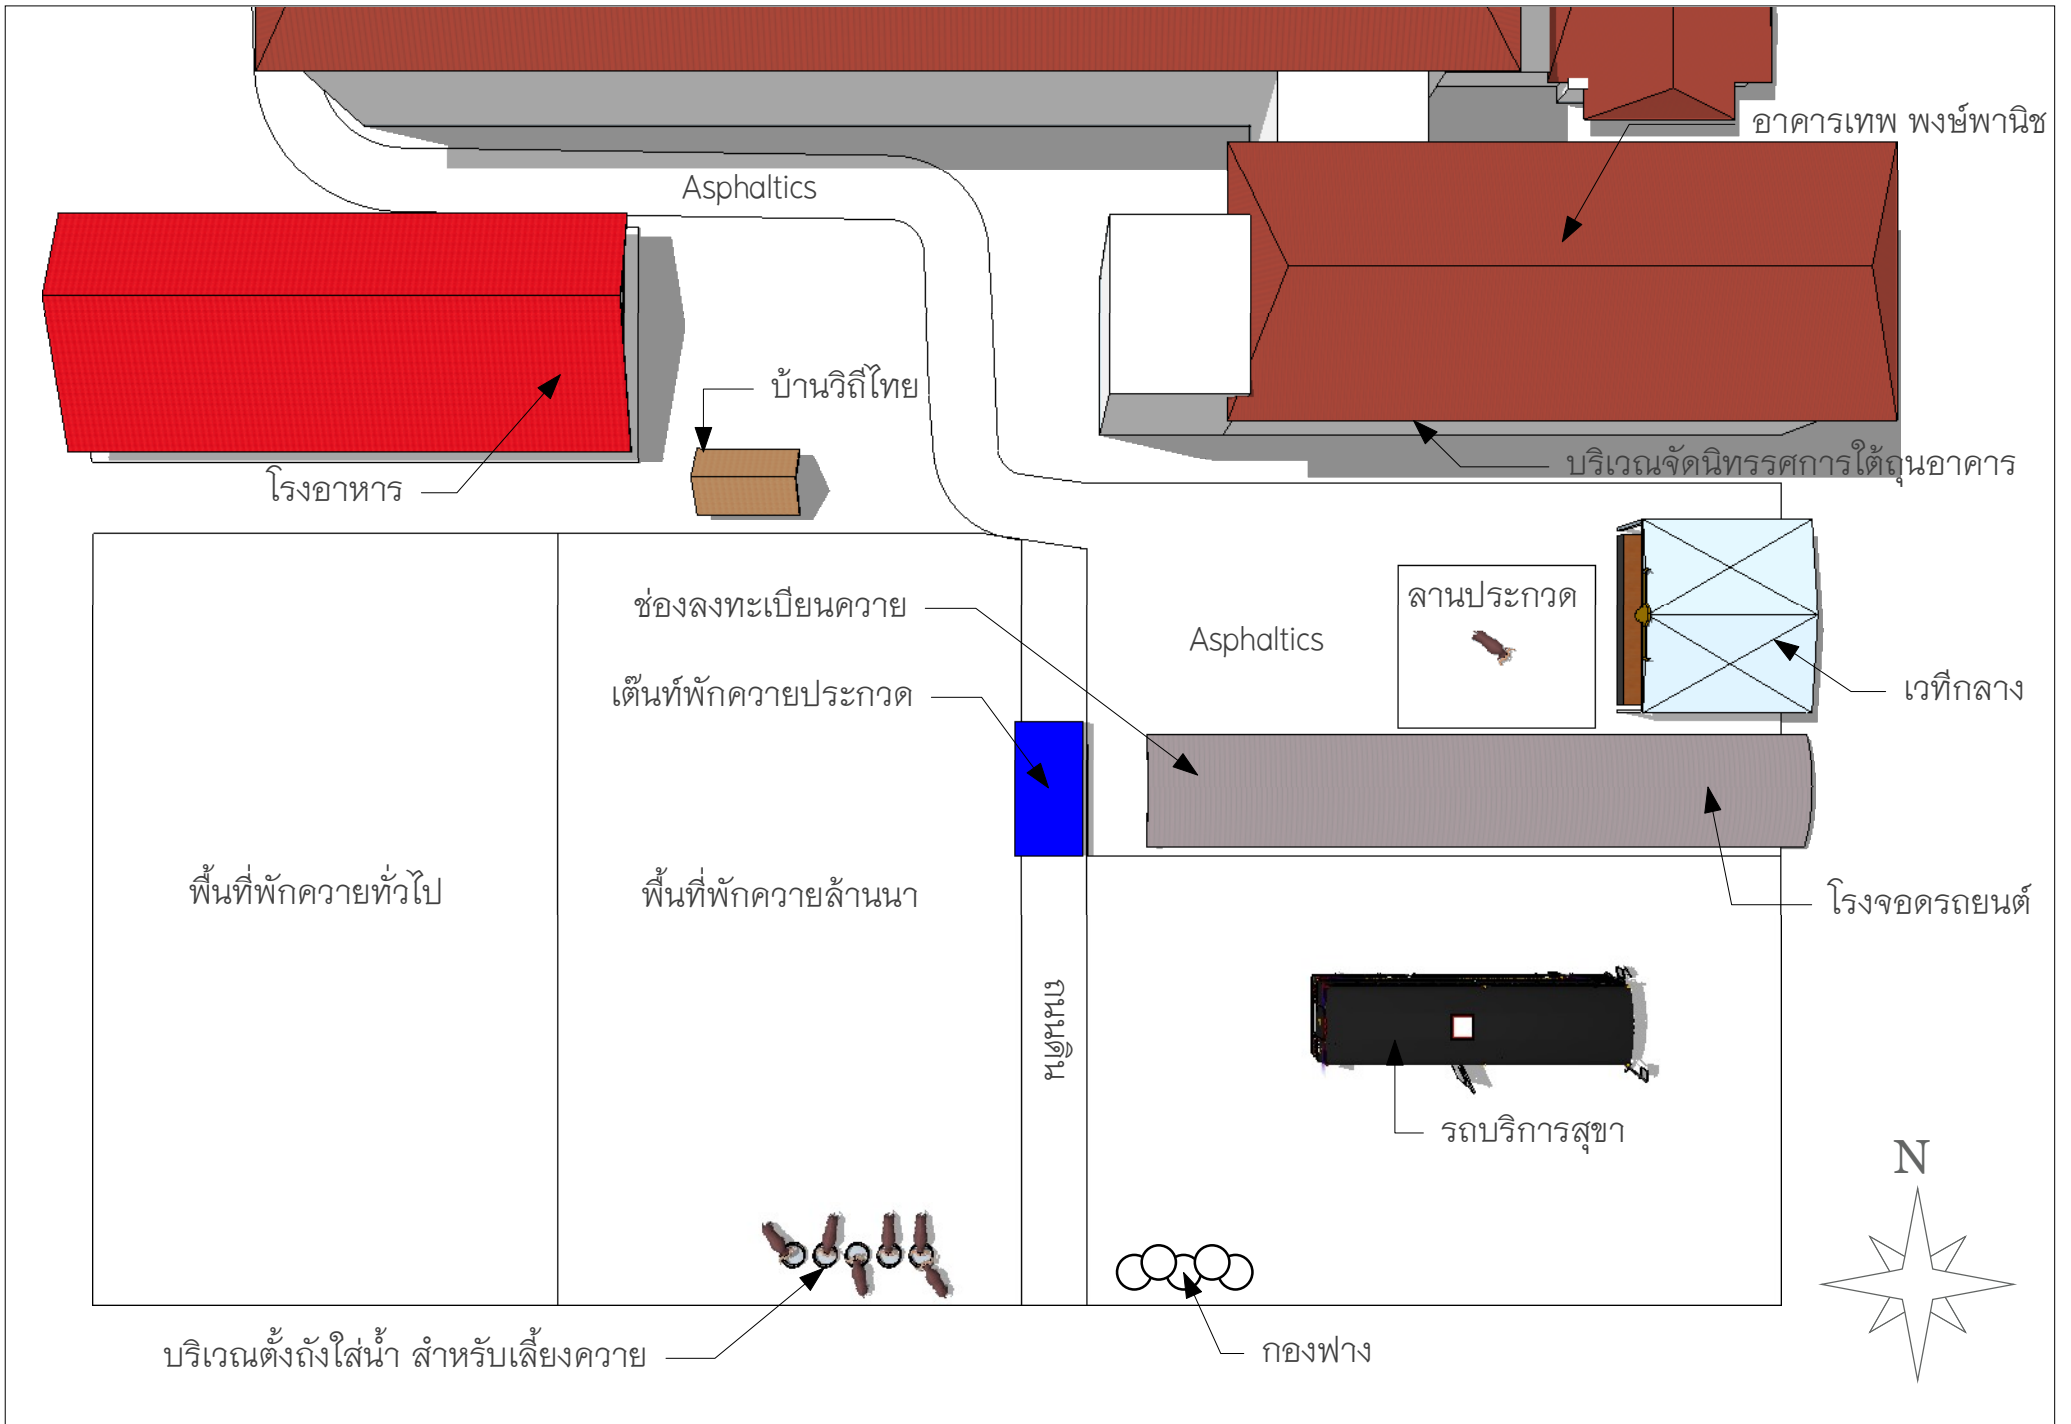 อาคารเทพ พงษ์พานิช
Asphaltics
บ้านวิถีไทย
บริเวณจัดนิทรรศการใต้ถุนอาคาร
โรงอาหาร
ช่องลงทะเบียนควาย
ลานประกวด
Asphaltics
เต๊นท์พักควายประกวด
เวทีกลาง
พื้นที่พักควายทั่วไป
พื้นที่พักควายล้านนา
โรงจอดรถยนต์
ถนนดิน
รถบริการสุขา
N
บริเวณตั้งถังใส่น้ำ สำหรับเลี้ยงควาย
กองฟาง